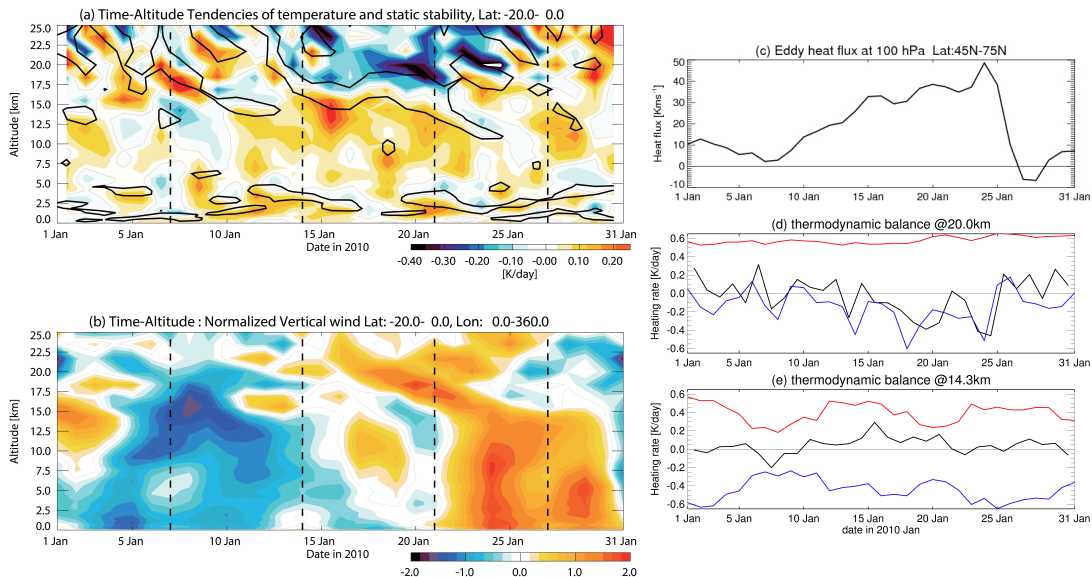 (a) Time-Altitude Tendencies of temperature and static stability, Lat: -20.0- 0.0
25.0
22.5
20.0
17.5
15.0
12.5
10.0
7.5
5.0
2.5
0.0
Altitude [km]
1 Jan
5 Jan
10 Jan
15 Jan
20 Jan
25 Jan
31 Jan
Date in 2010
-0.40
-0.30
-0.20
-0.10
-0.00
0.10
0.20
[K/day]
(b) Time-Altitude : Normalized Vertical wind Lat: -20.0- 0.0, Lon: 0.0-360.0
25.0
22.5
20.0
17.5
15.0
12.5
10.0
7.5
5.0
2.5
0.0
Altitude [km]
1 Jan
5 Jan
10 Jan
15 Jan
20 Jan
25 Jan
31 Jan
Date in 2010
-2.0
-1.0
0.0
1.0
2.0
(c) Eddy heat flux at 100 hPa Lat:45N-75N
50
40
30
20
10
0
-10
Heat flux [Kms⁻¹]
1 Jan
5 Jan
10 Jan
15 Jan
20 Jan
25 Jan
31 Jan
(d) thermodynamic balance @20.0km
0.6
0.4
0.2
0.0
-0.2
-0.4
-0.6
Heating rate [K/day]
1 Jan
5 Jan
10 Jan
15 Jan
20 Jan
25 Jan
31 Jan
(e) thermodynamic balance @14.3km
0.6
0.4
0.2
0.0
-0.2
-0.4
-0.6
Heating rate [K/day]
1 Jan
5 Jan
10 Jan
15 Jan
20 Jan
25 Jan
31 Jan
date in 2010 Jan